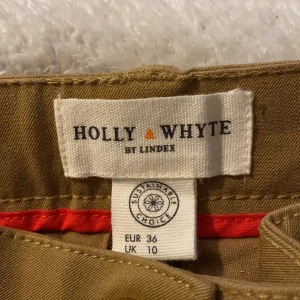 HOLLY & WHYTE
BY LINDEX
SUSTAINABLE CHOICE
EUR 36
UK 10